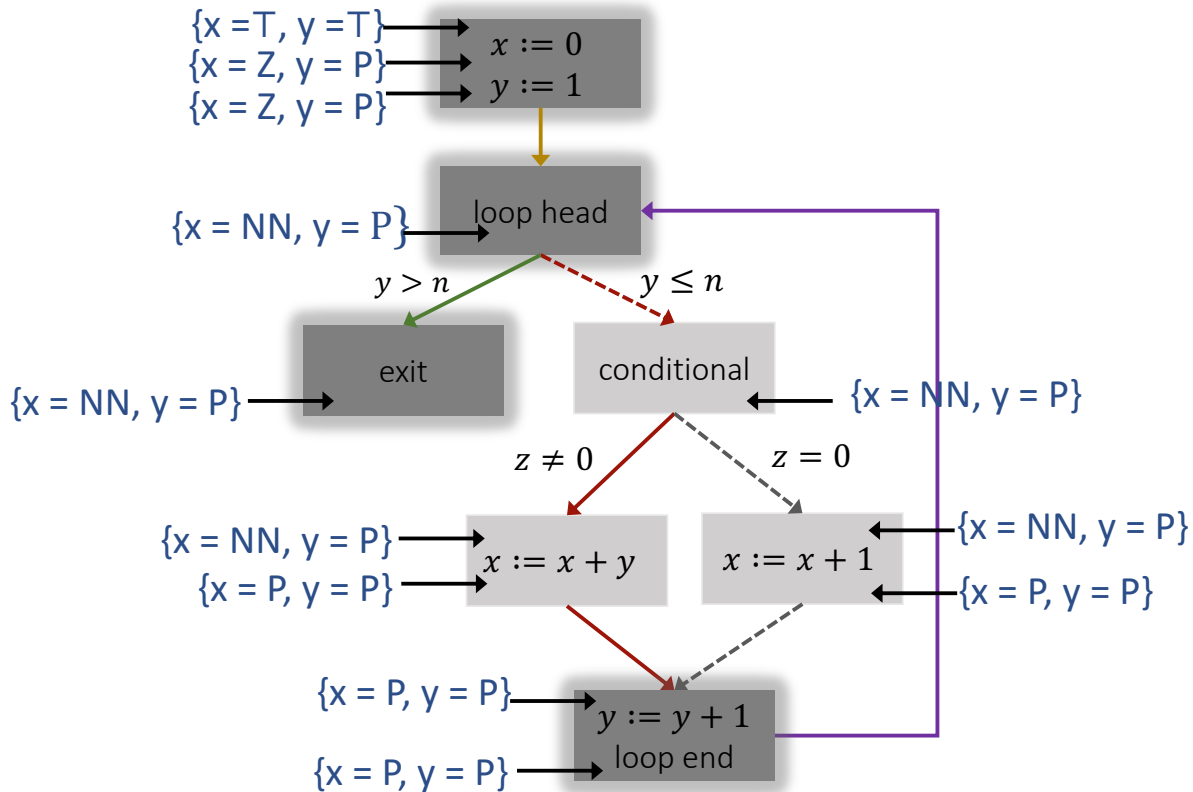 {x =⊤, y =⊤}
x := 0
{x = Z, y = P}
y := 1
{x = Z, y = P}
loop head
{x = NN, y = P}
y > n
y ≤ n
exit
conditional
{x = NN, y = P}
{x = NN, y = P}
z ≠ 0
z = 0
{x = NN, y = P}
{x = NN, y = P}
x := x + y
x := x + 1
{x = P, y = P}
{x = P, y = P}
{x = P, y = P}
y := y + 1
loop end
{x = P, y = P}